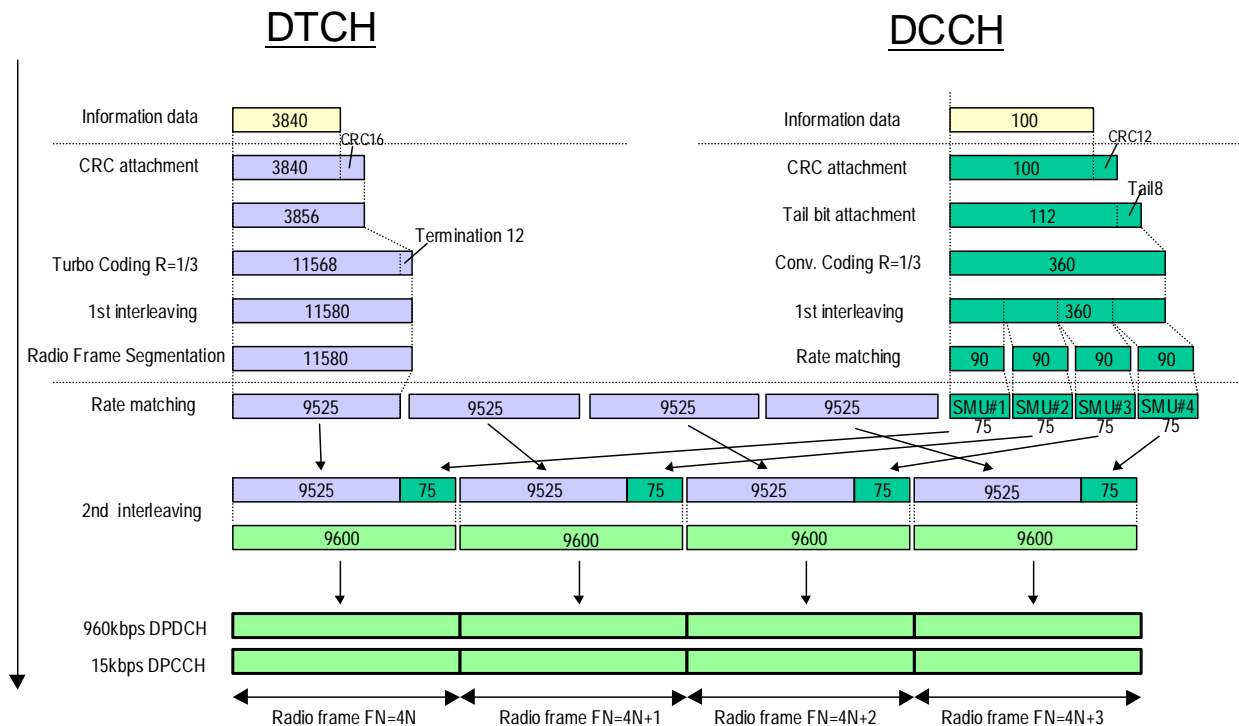 DTCH DCCH
Information data 3840 Information data 100
CRC16 CRC12
CRC attachment 3840 CRC attachment 100
Tail8
3856 Tail bit attachment 112
Termination 12
Turbo Coding R=1/3 11568 Conv. Coding R=1/3 360
1st interleaving 11580 1st interleaving 360
Radio Frame Segmentation 11580 Rate matching 90 90 90 90
Rate matching 9525 9525 9525 9525 SMU#1 SMU#2 SMU#3 SMU#4
75 75 75 75
9525 75 9525 75 9525 75 9525 75
2nd interleaving
9600 9600 9600 9600
960kbps DPDCH
15kbps DPCCH
Radio frame FN=4N Radio frame FN=4N+1 Radio frame FN=4N+2 Radio frame FN=4N+3